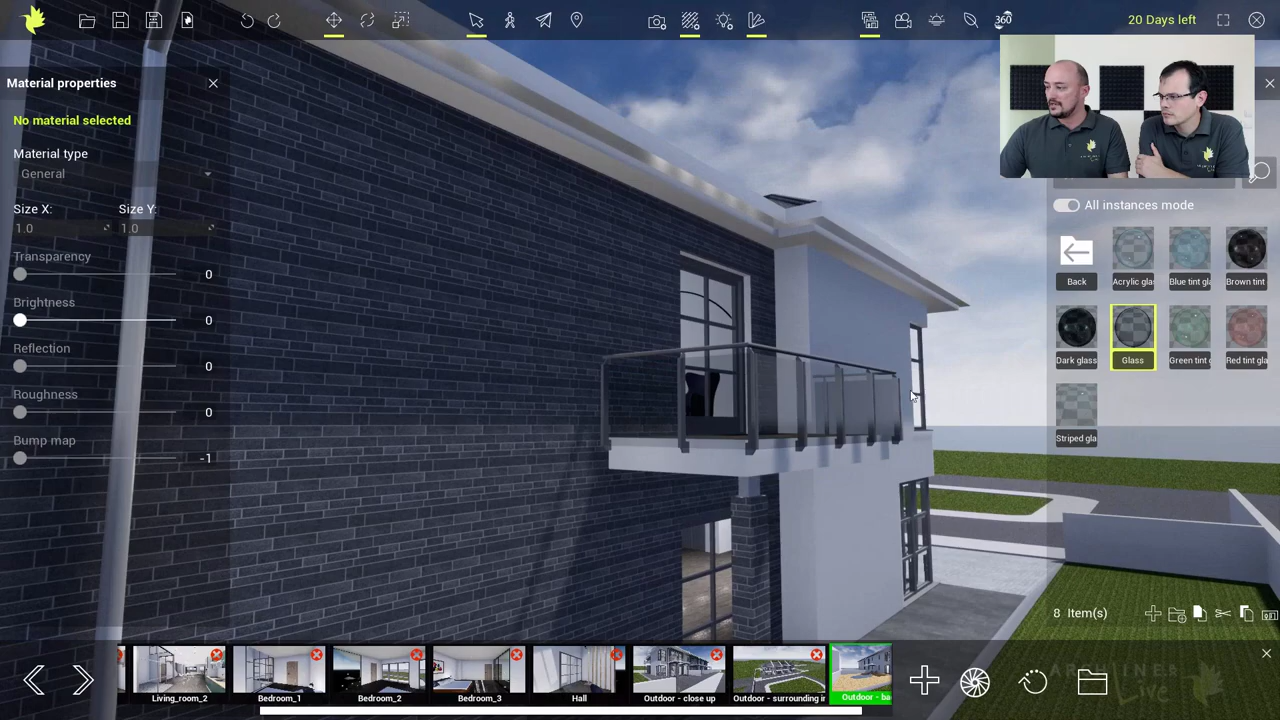 360
20 Days left
Material properties
No material selected
Material type
General
Size X:
Size Y:
1.0
1.0
Transparency
0
Brightness
0
Reflection
0
Roughness
0
Bump map
-1
All instances mode
Back
Acrylic gla
Blue tint gla
Brown tint
Dark glass
Glass
Green tint
Red tint gla
Striped gla
8 Item(s)
Living_room_2
Bedroom_1
Bedroom_2
Bedroom_3
Hall
Outdoor - close up
Outdoor - surrounding
Outdoor - ba